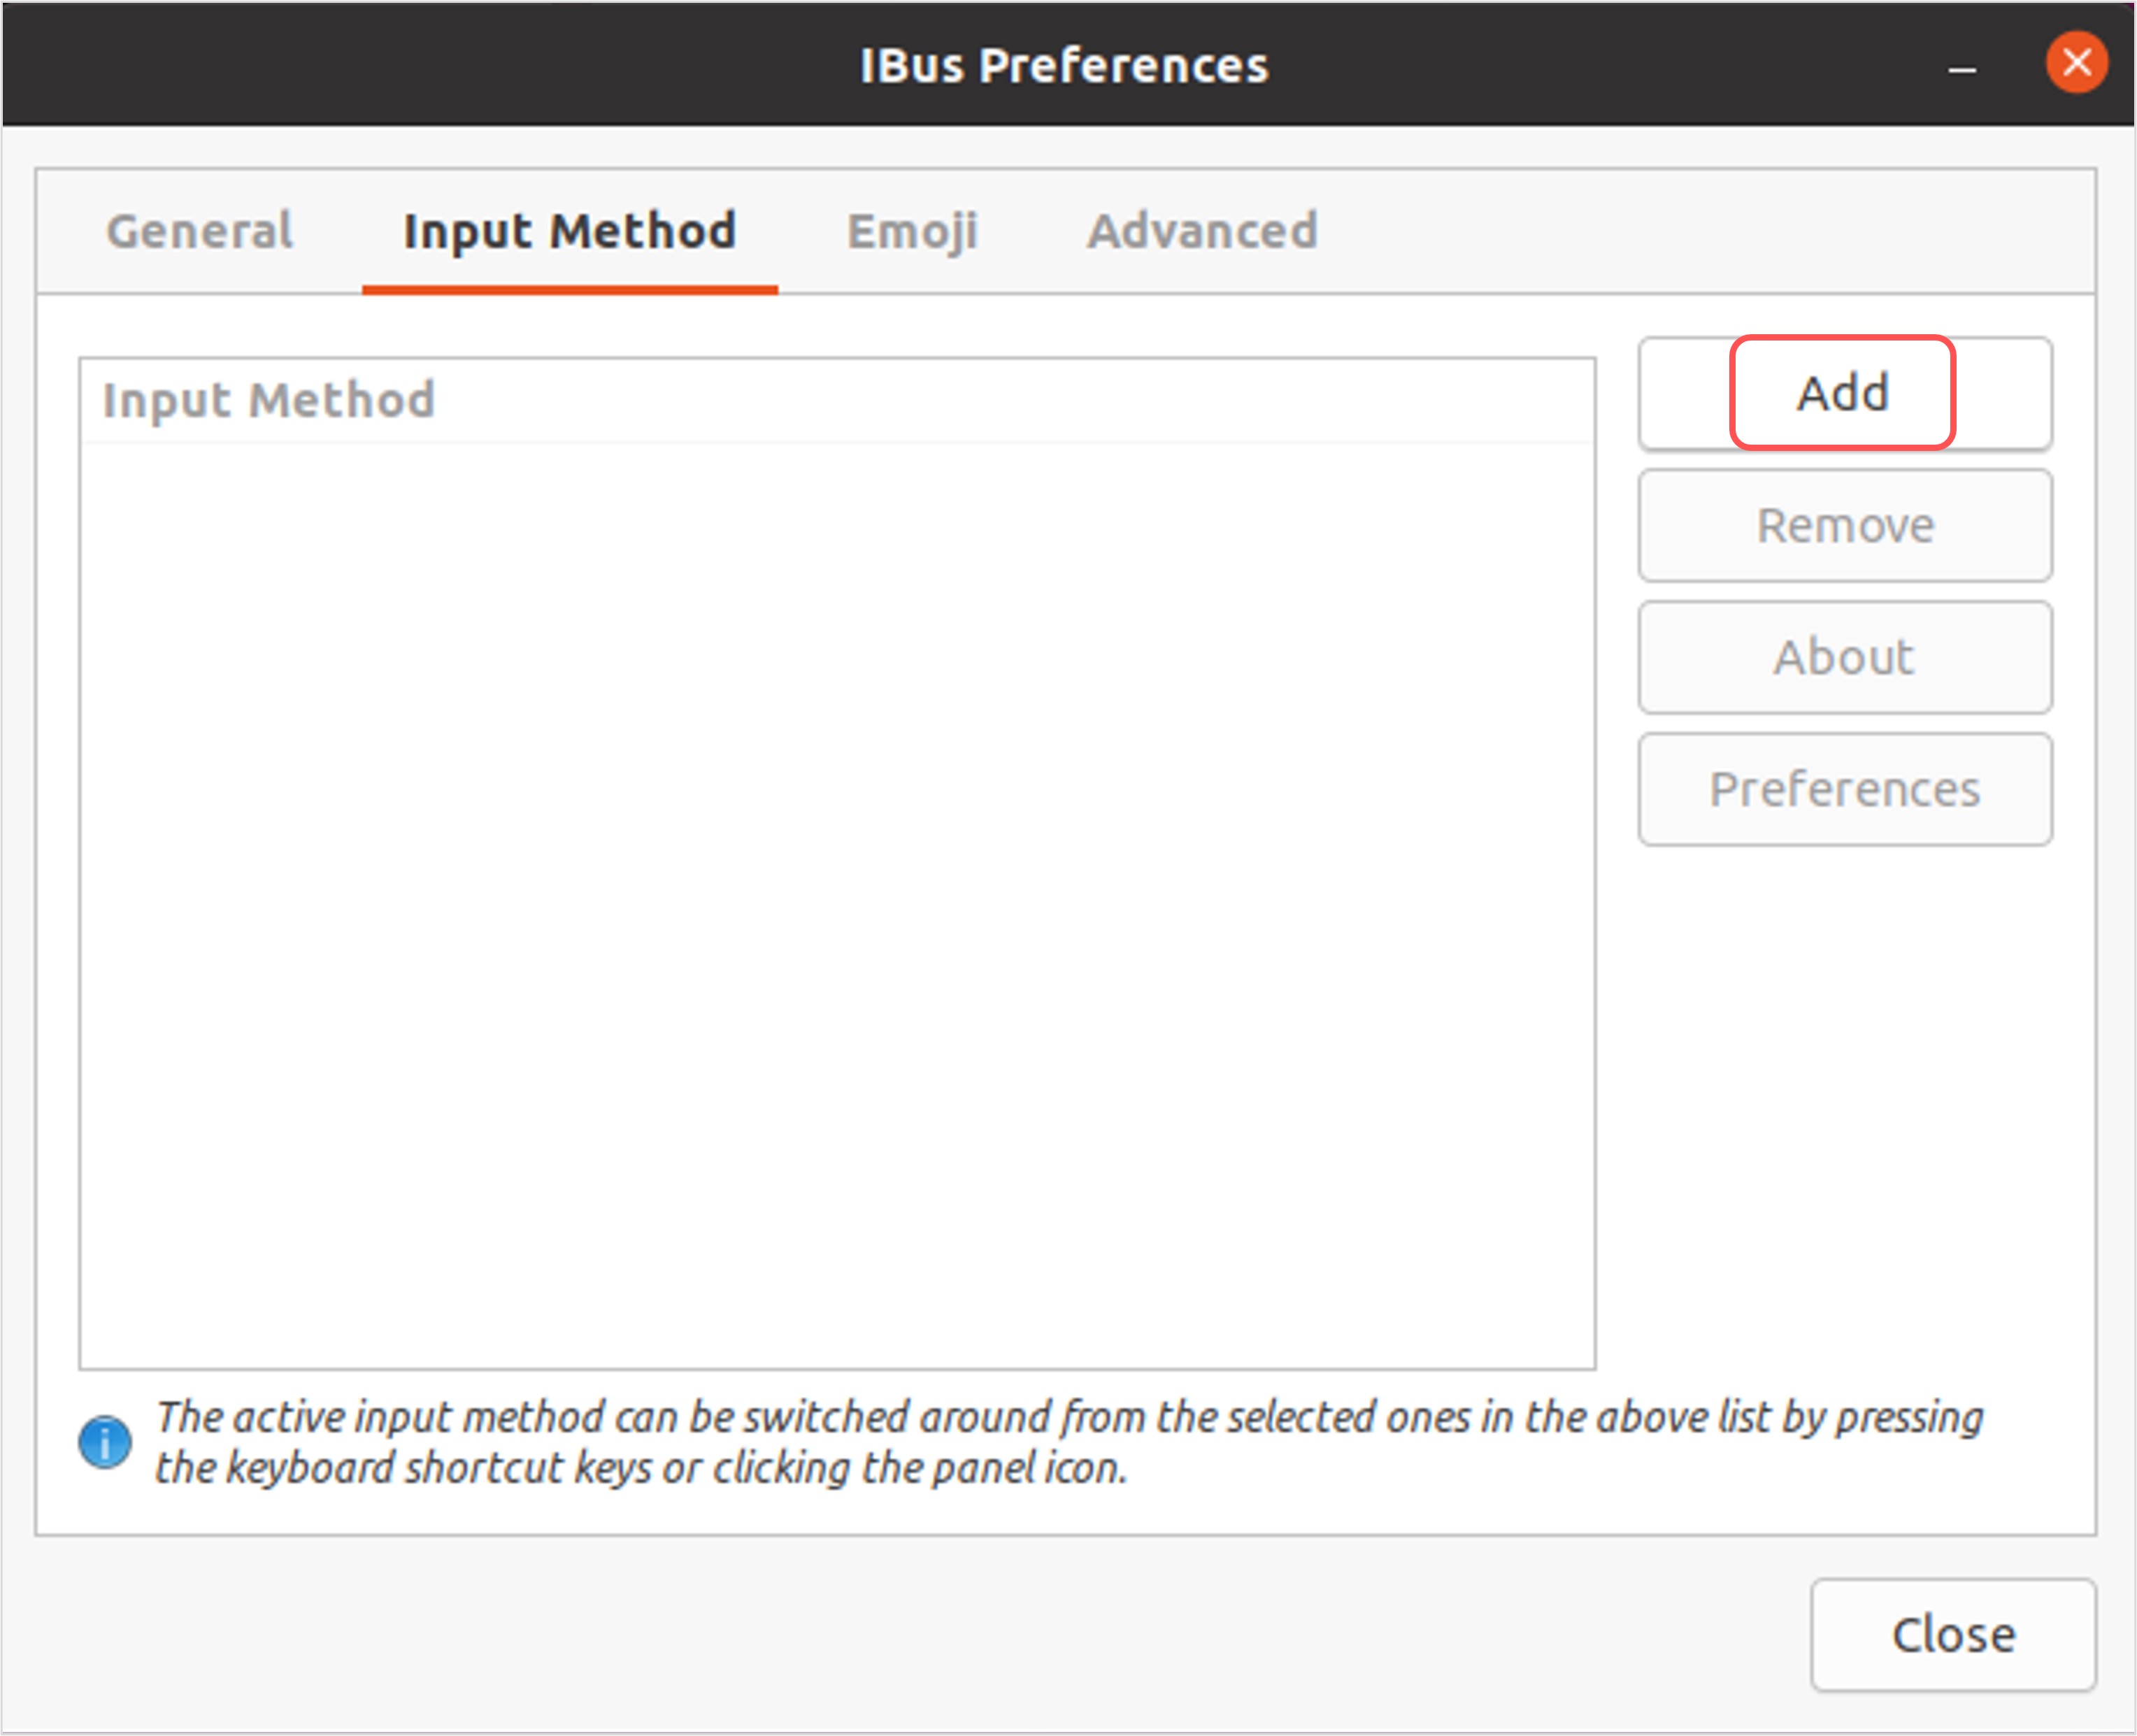 IBus Preferences
General Input Method Emoji Advanced
Input Method
Add
Remove
About
Preferences
The active input method can be switched around from the selected ones in the above list by pressing
the keyboard shortcut keys or clicking the panel icon.
Close